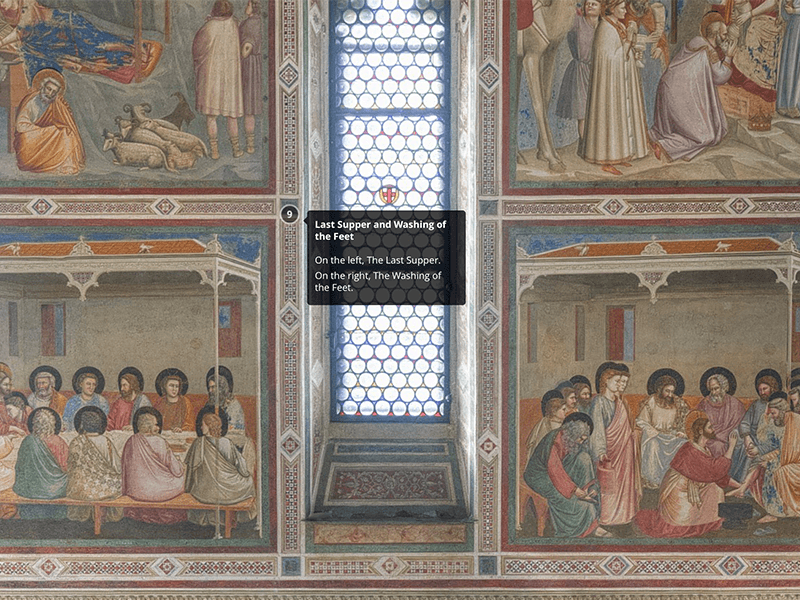 9
Last Supper and Washing of
the Feet
On the left, The Last Supper.
On the right, The Washing of
the Feet.